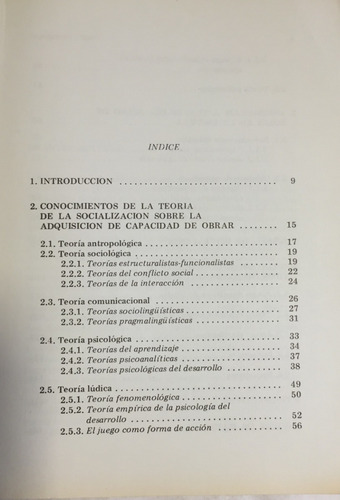 INDICE
1. INTRODUCCION ............................ 9
2. CONOCIMIENTOS DE LA TEORIA
DE LA SOCIALIZACION SOBRE LA
ADQUISICION DE CAPACIDAD DE OBRAR ........ 15
2.1. Teoría antropológica ........................ 17
2.2. Teoría sociológica .......................... 19
2.2.1. Teorías estructuralistas-funcionalistas ...... 19
2.2.2. Teorías del conflicto social .............. 22
2.2.3. Teorías de la interacción ................ 24
2.3. Teoría comunicacional ...................... 26
2.3.1. Teorías sociolingüísticas ................. 27
2.3.2. Teorías pragmalingüísticas ............... 31
2.4. Teoría psicológica .......................... 33
2.4.1. Teorías del aprendizaje .................. 34
2.4.2. Teorías psicoanalíticas ................... 37
2.4.3. Teorías psicológicas del desarrollo ......... 38
2.5. Teoría lúdica .............................. 49
2.5.1. Teoría fenomenológica .................. 50
2.5.2. Teoría empírica de la psicología del
desarrollo ............................ 52
2.5.3. El juego como forma de acción ........... 56